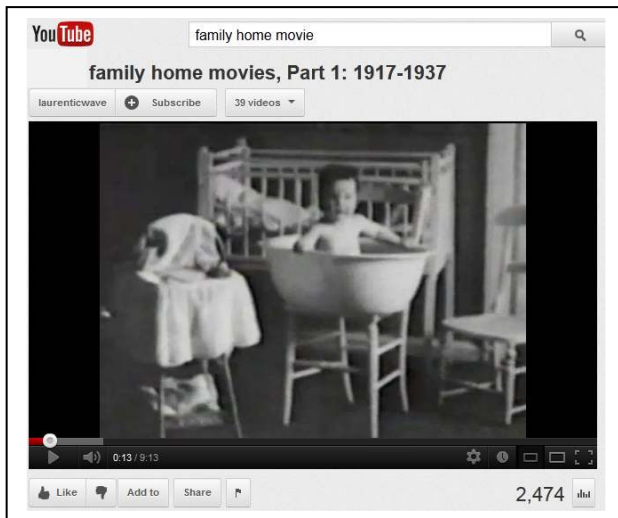 YouTube family home movie
family home movies, Part 1: 1917-1937
laurenticwave Subscribe 39 videos
0:13 / 9:13
Like Add to Share 2,474